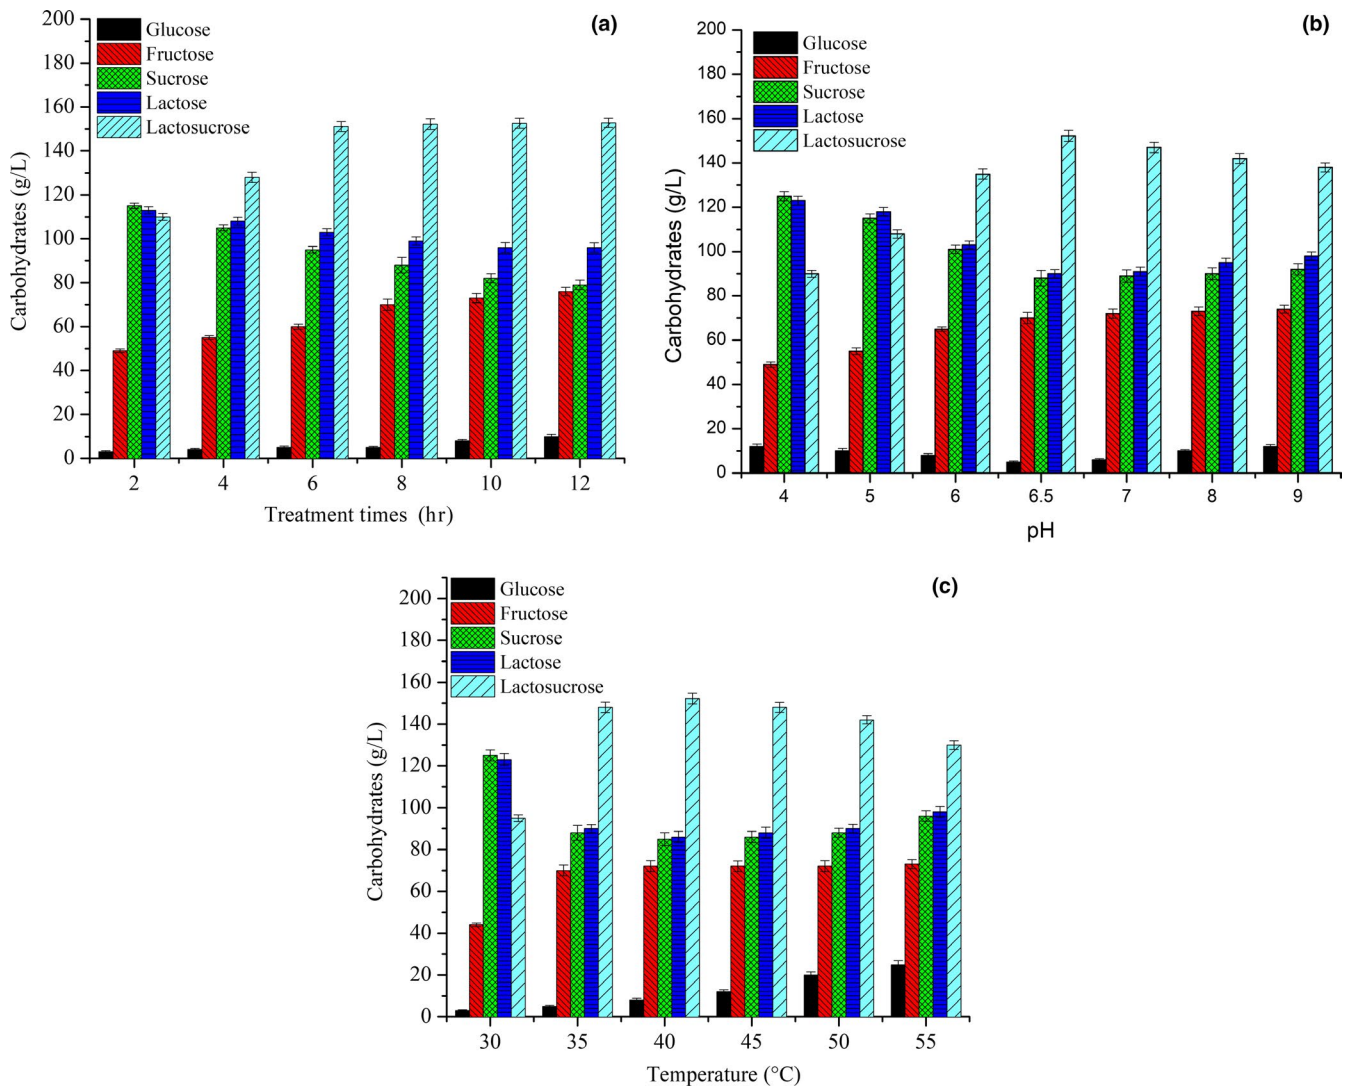 (a)
Glucose
Fructose
Sucrose
Lactose
Lactosucrose
200
180
160
140
120
100
80
60
40
20
0
Carbohydrates (g/L)
2 4 6 8 10 12
Treatment times (hr)
(b)
Glucose
Fructose
Sucrose
Lactose
Lactosucrose
200
180
160
140
120
100
80
60
40
20
0
Carbohydrates (g/L)
4 5 6 6.5 7 8 9
pH
(c)
Glucose
Fructose
Sucrose
Lactose
Lactosucrose
200
180
160
140
120
100
80
60
40
20
0
Carbohydrates (g/L)
30 35 40 45 50 55
Temperature (°C)